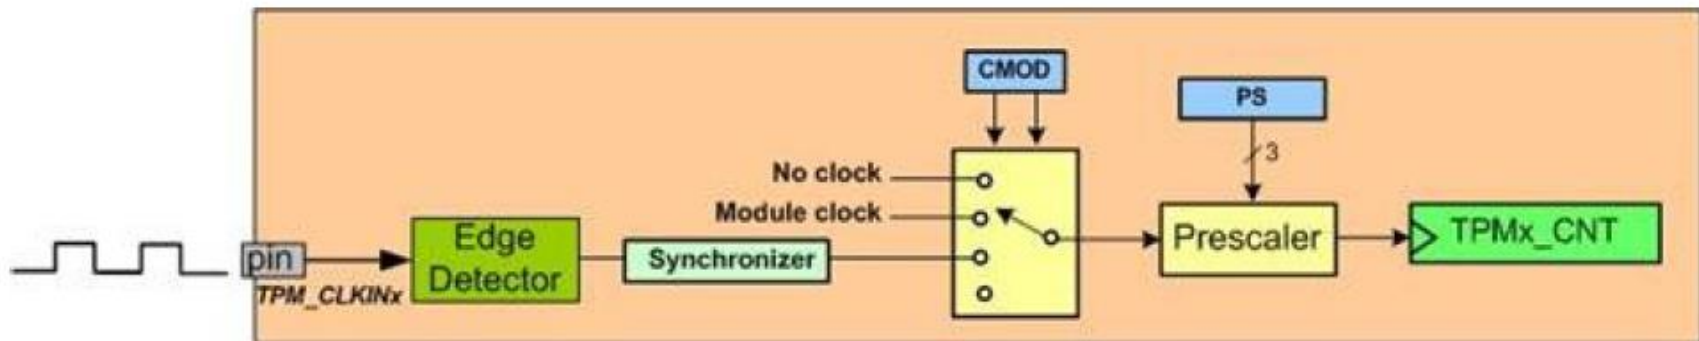 CMOD
PS
3
No clock
Module clock
pin
TPM_CLKINx
Edge
Detector
Synchronizer
Prescaler
TPMx_CNT